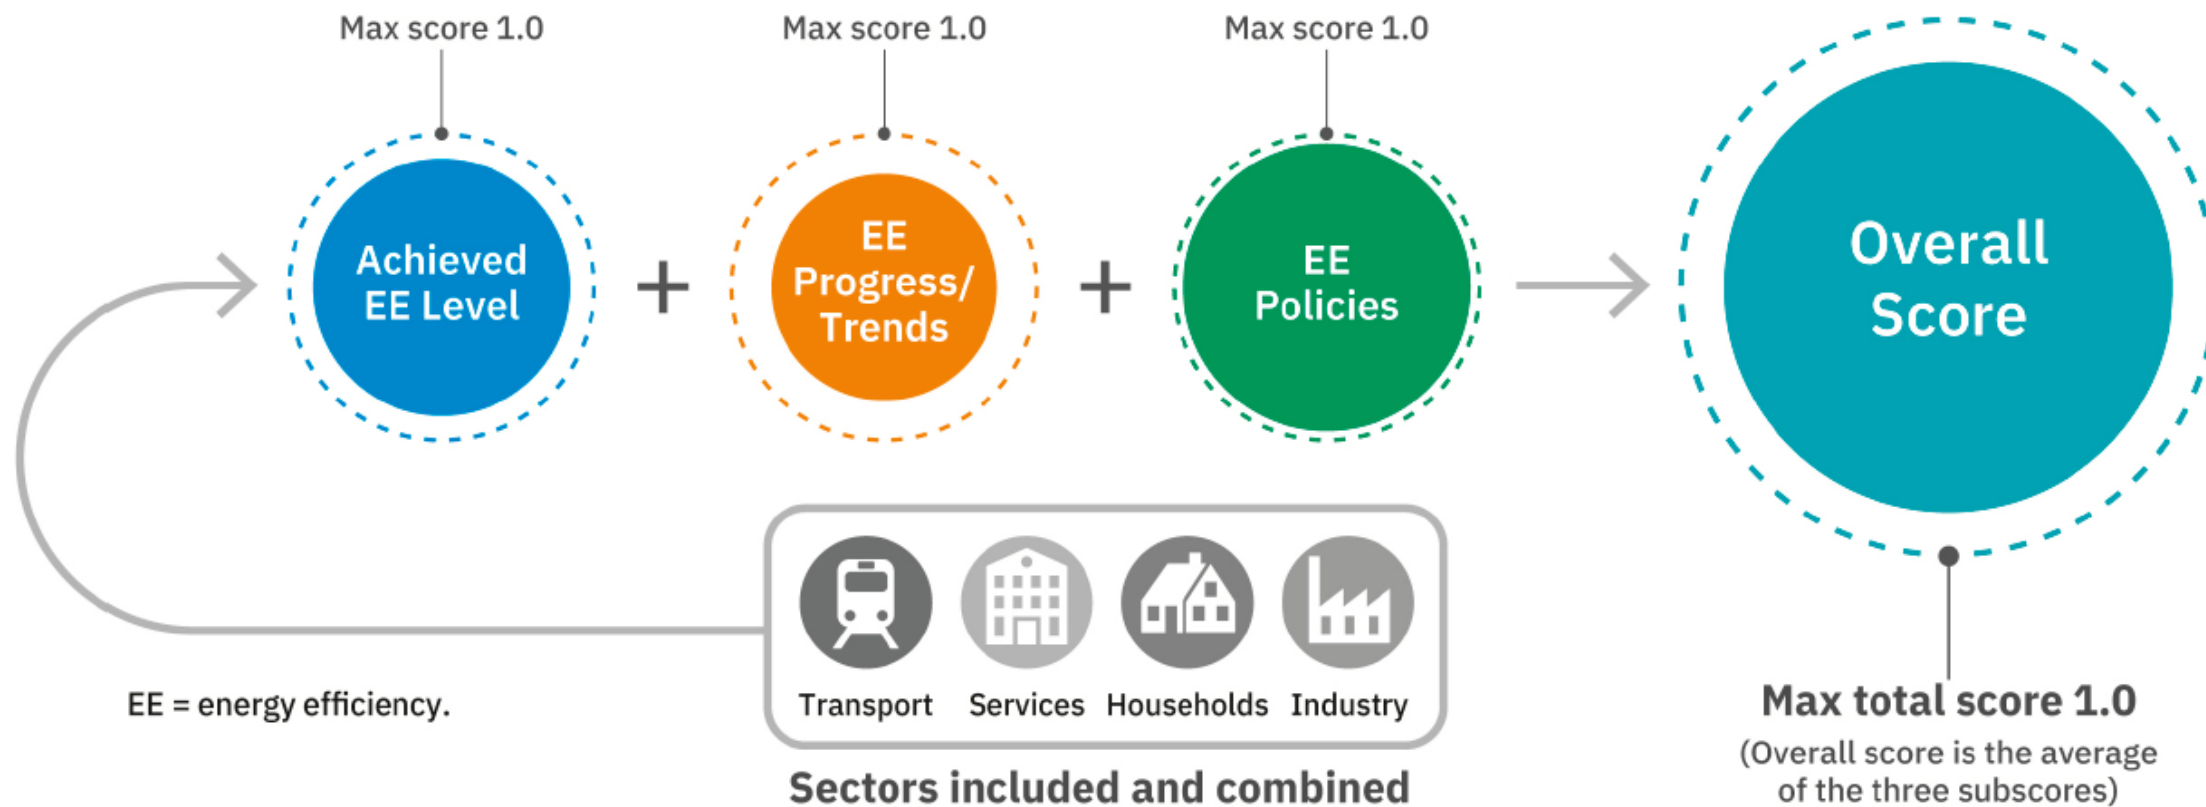 Max score 1.0
Max score 1.0
Max score 1.0
Achieved
EE Level
+
EE
Progress/
Trends
+
EE
Policies
Overall
Score
Transport
Services
Households
Industry
EE = energy efficiency.
Sectors included and combined
Max total score 1.0
(Overall score is the average
of the three subscores)